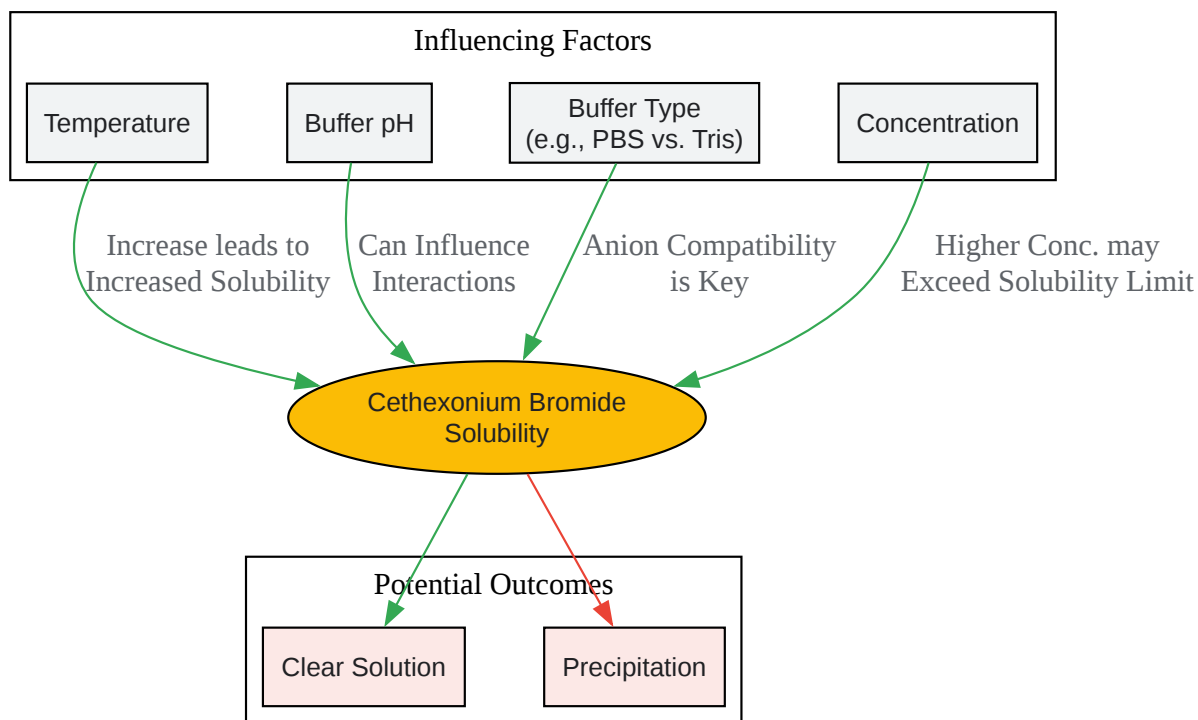 Influencing Factors
Temperature
Buffer pH
Buffer Type
(e.g., PBS vs. Tris)
Concentration
Increase leads to
Increased Solubility
Can Influence
Interactions
Anion Compatibility
is Key
Higher Conc. may
Exceed Solubility Limit
Cethexonium Bromide
Solubility
Potential Outcomes
Clear Solution
Precipitation